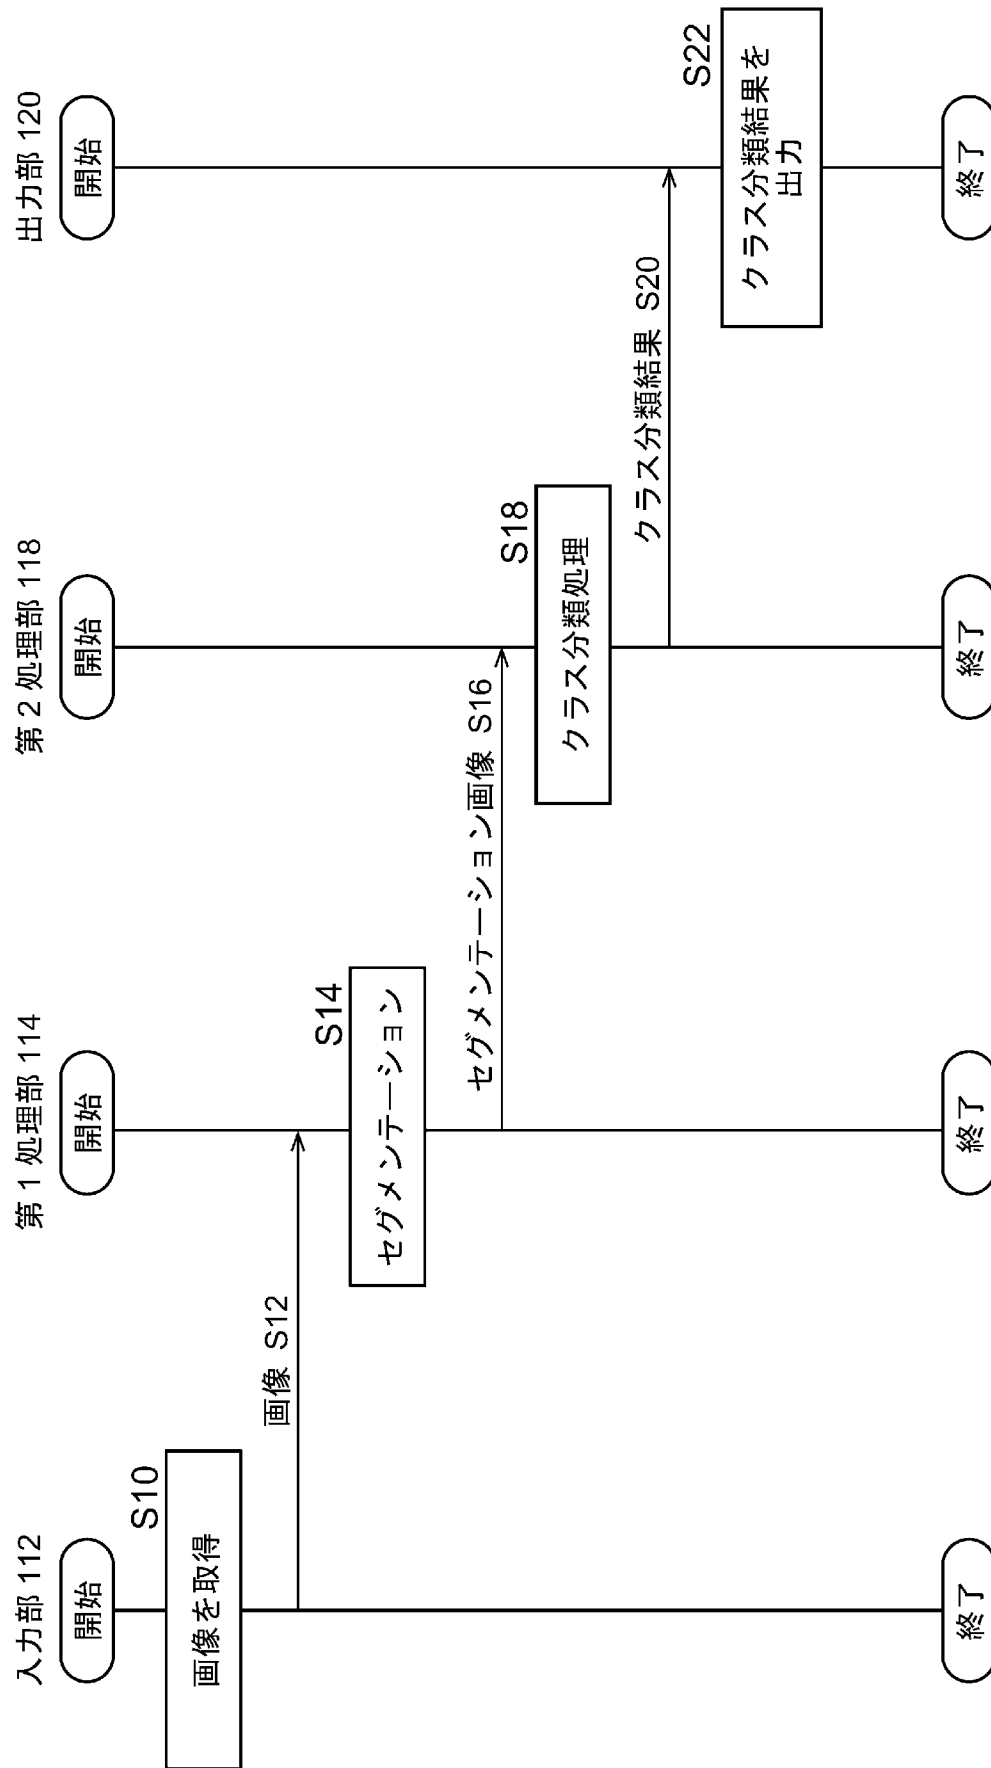 入力部 112
第 1 処理部 114
第 2 処理部 118
出力部 120
開始
開始
開始
開始
S10
画像を取得
画像 S12
S14
セグメンテーション
セグメンテーション画像 S16
S18
クラス分類処理
クラス分類結果 S20
S22
クラス分類結果を
出力
終了
終了
終了
終了